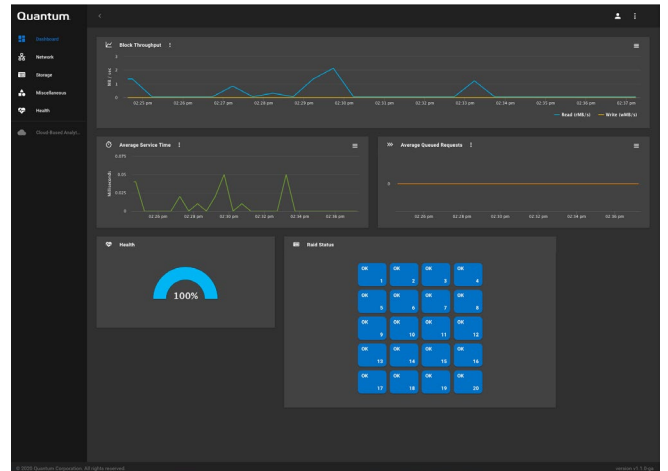 Quantum
Dashboard
Network
Storage
Miscellaneous
Health
Cloud-Based Analyt...
Block Throughput
MB / sec
3
2
1
0
02:25 pm 02:26 pm 02:27 pm 02:28 pm 02:29 pm 02:30 pm 02:31 pm 02:32 pm 02:33 pm 02:34 pm 02:35 pm 02:36 pm 02:37 pm
Read (rMB/s) Write (wMB/s)
Average Service Time
Milliseconds
0.075
0.05
0.025
0
02:26 pm 02:28 pm 02:30 pm 02:32 pm 02:34 pm 02:36 pm
Average Queued Requests
0
02:26 pm 02:28 pm 02:30 pm 02:32 pm 02:34 pm 02:36 pm
Health
100%
Raid Status
OK OK OK OK
1 2 3 4
OK OK OK OK
5 6 7 8
OK OK OK OK
9 10 11 12
OK OK OK OK
13 14 15 16
OK OK OK OK
17 18 19 20
© 2020 Quantum Corporation. All rights reserved.